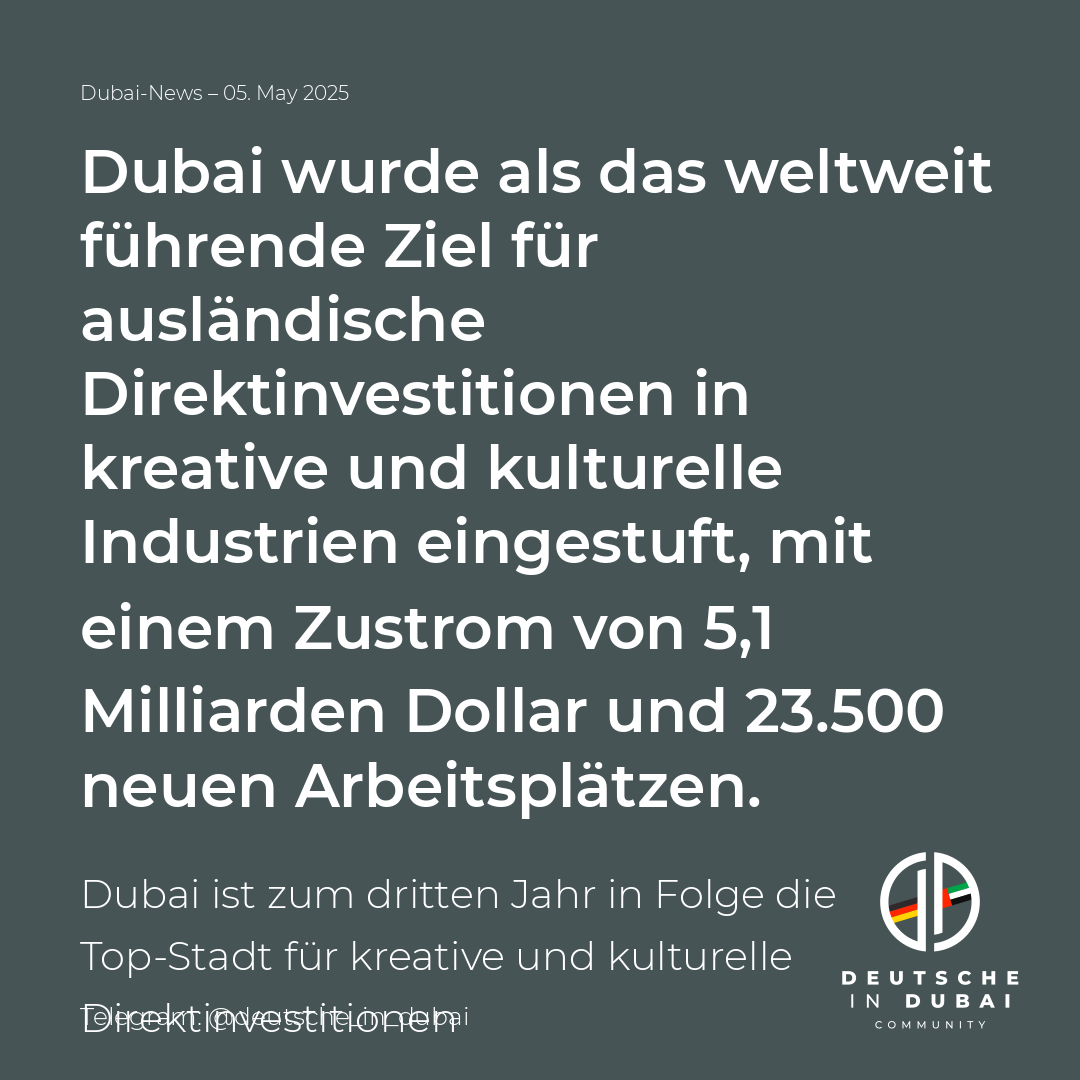 Dubai-News – 05. May 2025
Dubai wurde als das weltweit
führende Ziel für
ausländische
Direktinvestitionen in
kreative und kulturelle
Industrien eingestuft, mit
einem Zustrom von 5,1
Milliarden Dollar und 23.500
neuen Arbeitsplätzen.
Dubai ist zum dritten Jahr in Folge die
Top-Stadt für kreative und kulturelle
Direktinvestitionen
Telegram: @deutsche_in_dubai
DEUTSCHE
IN DUBAI
COMMUNITY